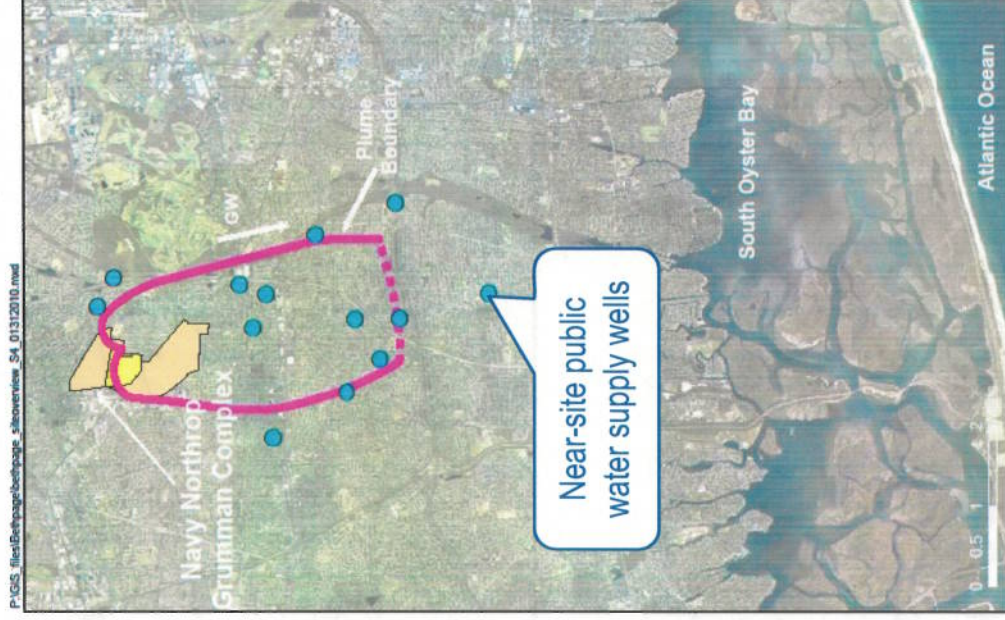 P:\GIS_files\Bethpage\bethpage_siteoverview_S4_01312010.mxd
N
Navy Northrop
Grumman Complex
GW
Plume
Boundary
Near-site public
water supply wells
South Oyster Bay
Atlantic Ocean
0 0.5 1 2